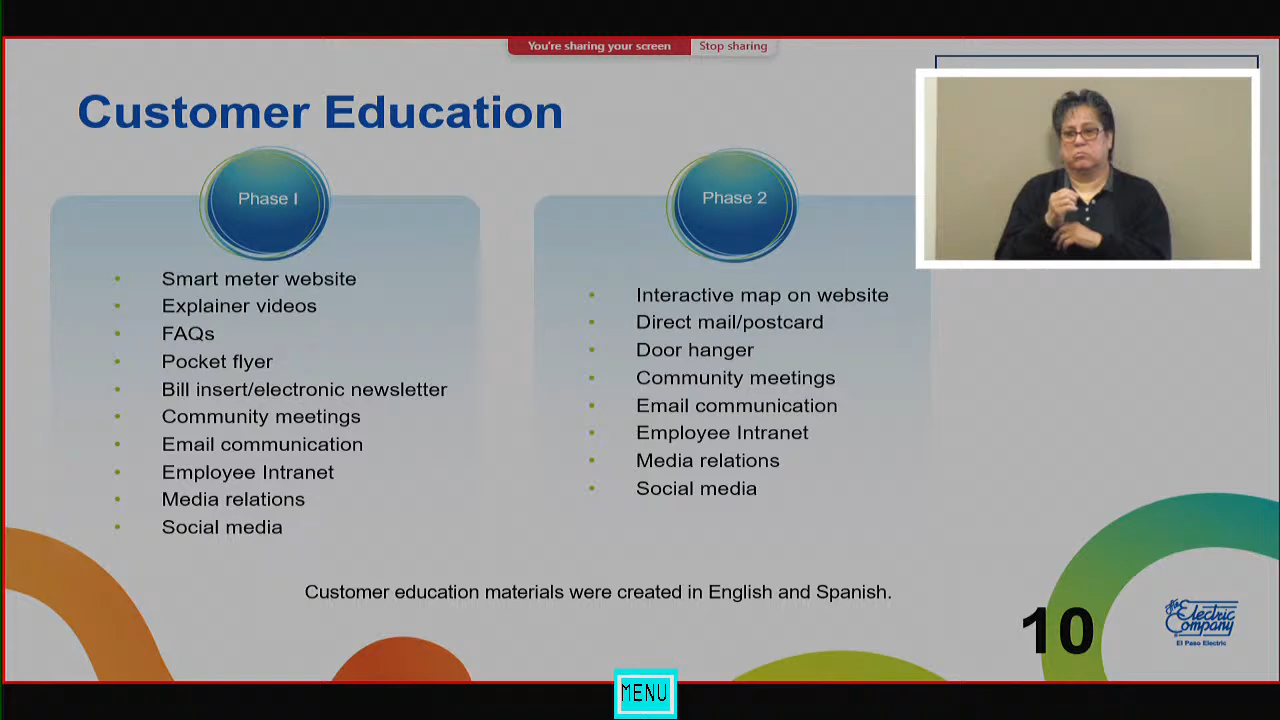 You're sharing your screen Stop sharing
Customer Education
Phase I
Smart meter website
Explainer videos
FAQs
Pocket flyer
Bill insert/electronic newsletter
Community meetings
Email communication
Employee Intranet
Media relations
Social media
Phase 2
Interactive map on website
Direct mail/postcard
Door hanger
Community meetings
Email communication
Employee Intranet
Media relations
Social media
Customer education materials were created in English and Spanish.
10
The Electric
Company
El Paso Electric
MENU